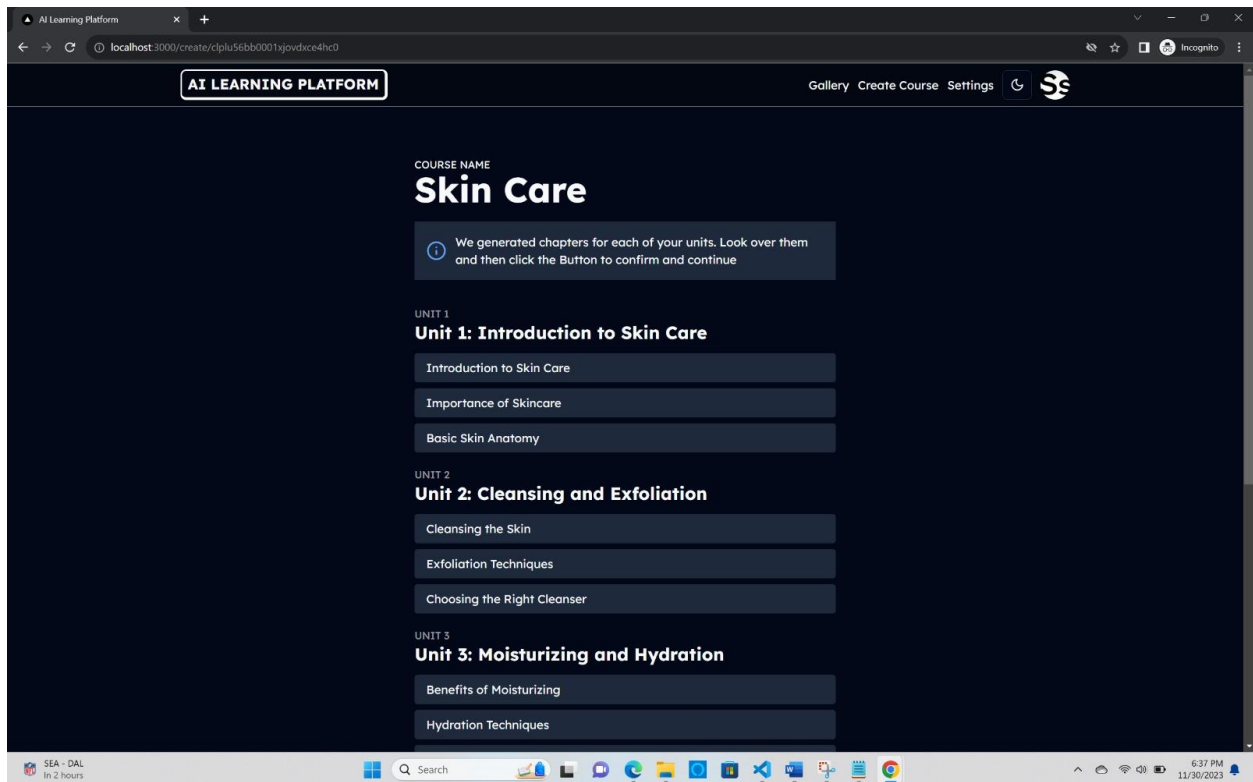 AI Learning Platform
localhost:3000/create/clplu56bb0001xjovdxce4hc0
Incognito
AI LEARNING PLATFORM
Gallery Create Course Settings
Ss
COURSE NAME
Skin Care
We generated chapters for each of your units. Look over them
and then click the Button to confirm and continue
UNIT 1
Unit 1: Introduction to Skin Care
Introduction to Skin Care
Importance of Skincare
Basic Skin Anatomy
UNIT 2
Unit 2: Cleansing and Exfoliation
Cleansing the Skin
Exfoliation Techniques
Choosing the Right Cleanser
UNIT 3
Unit 3: Moisturizing and Hydration
Benefits of Moisturizing
Hydration Techniques
SEA - DAL
In 2 hours
Search
6:37 PM
11/30/2023